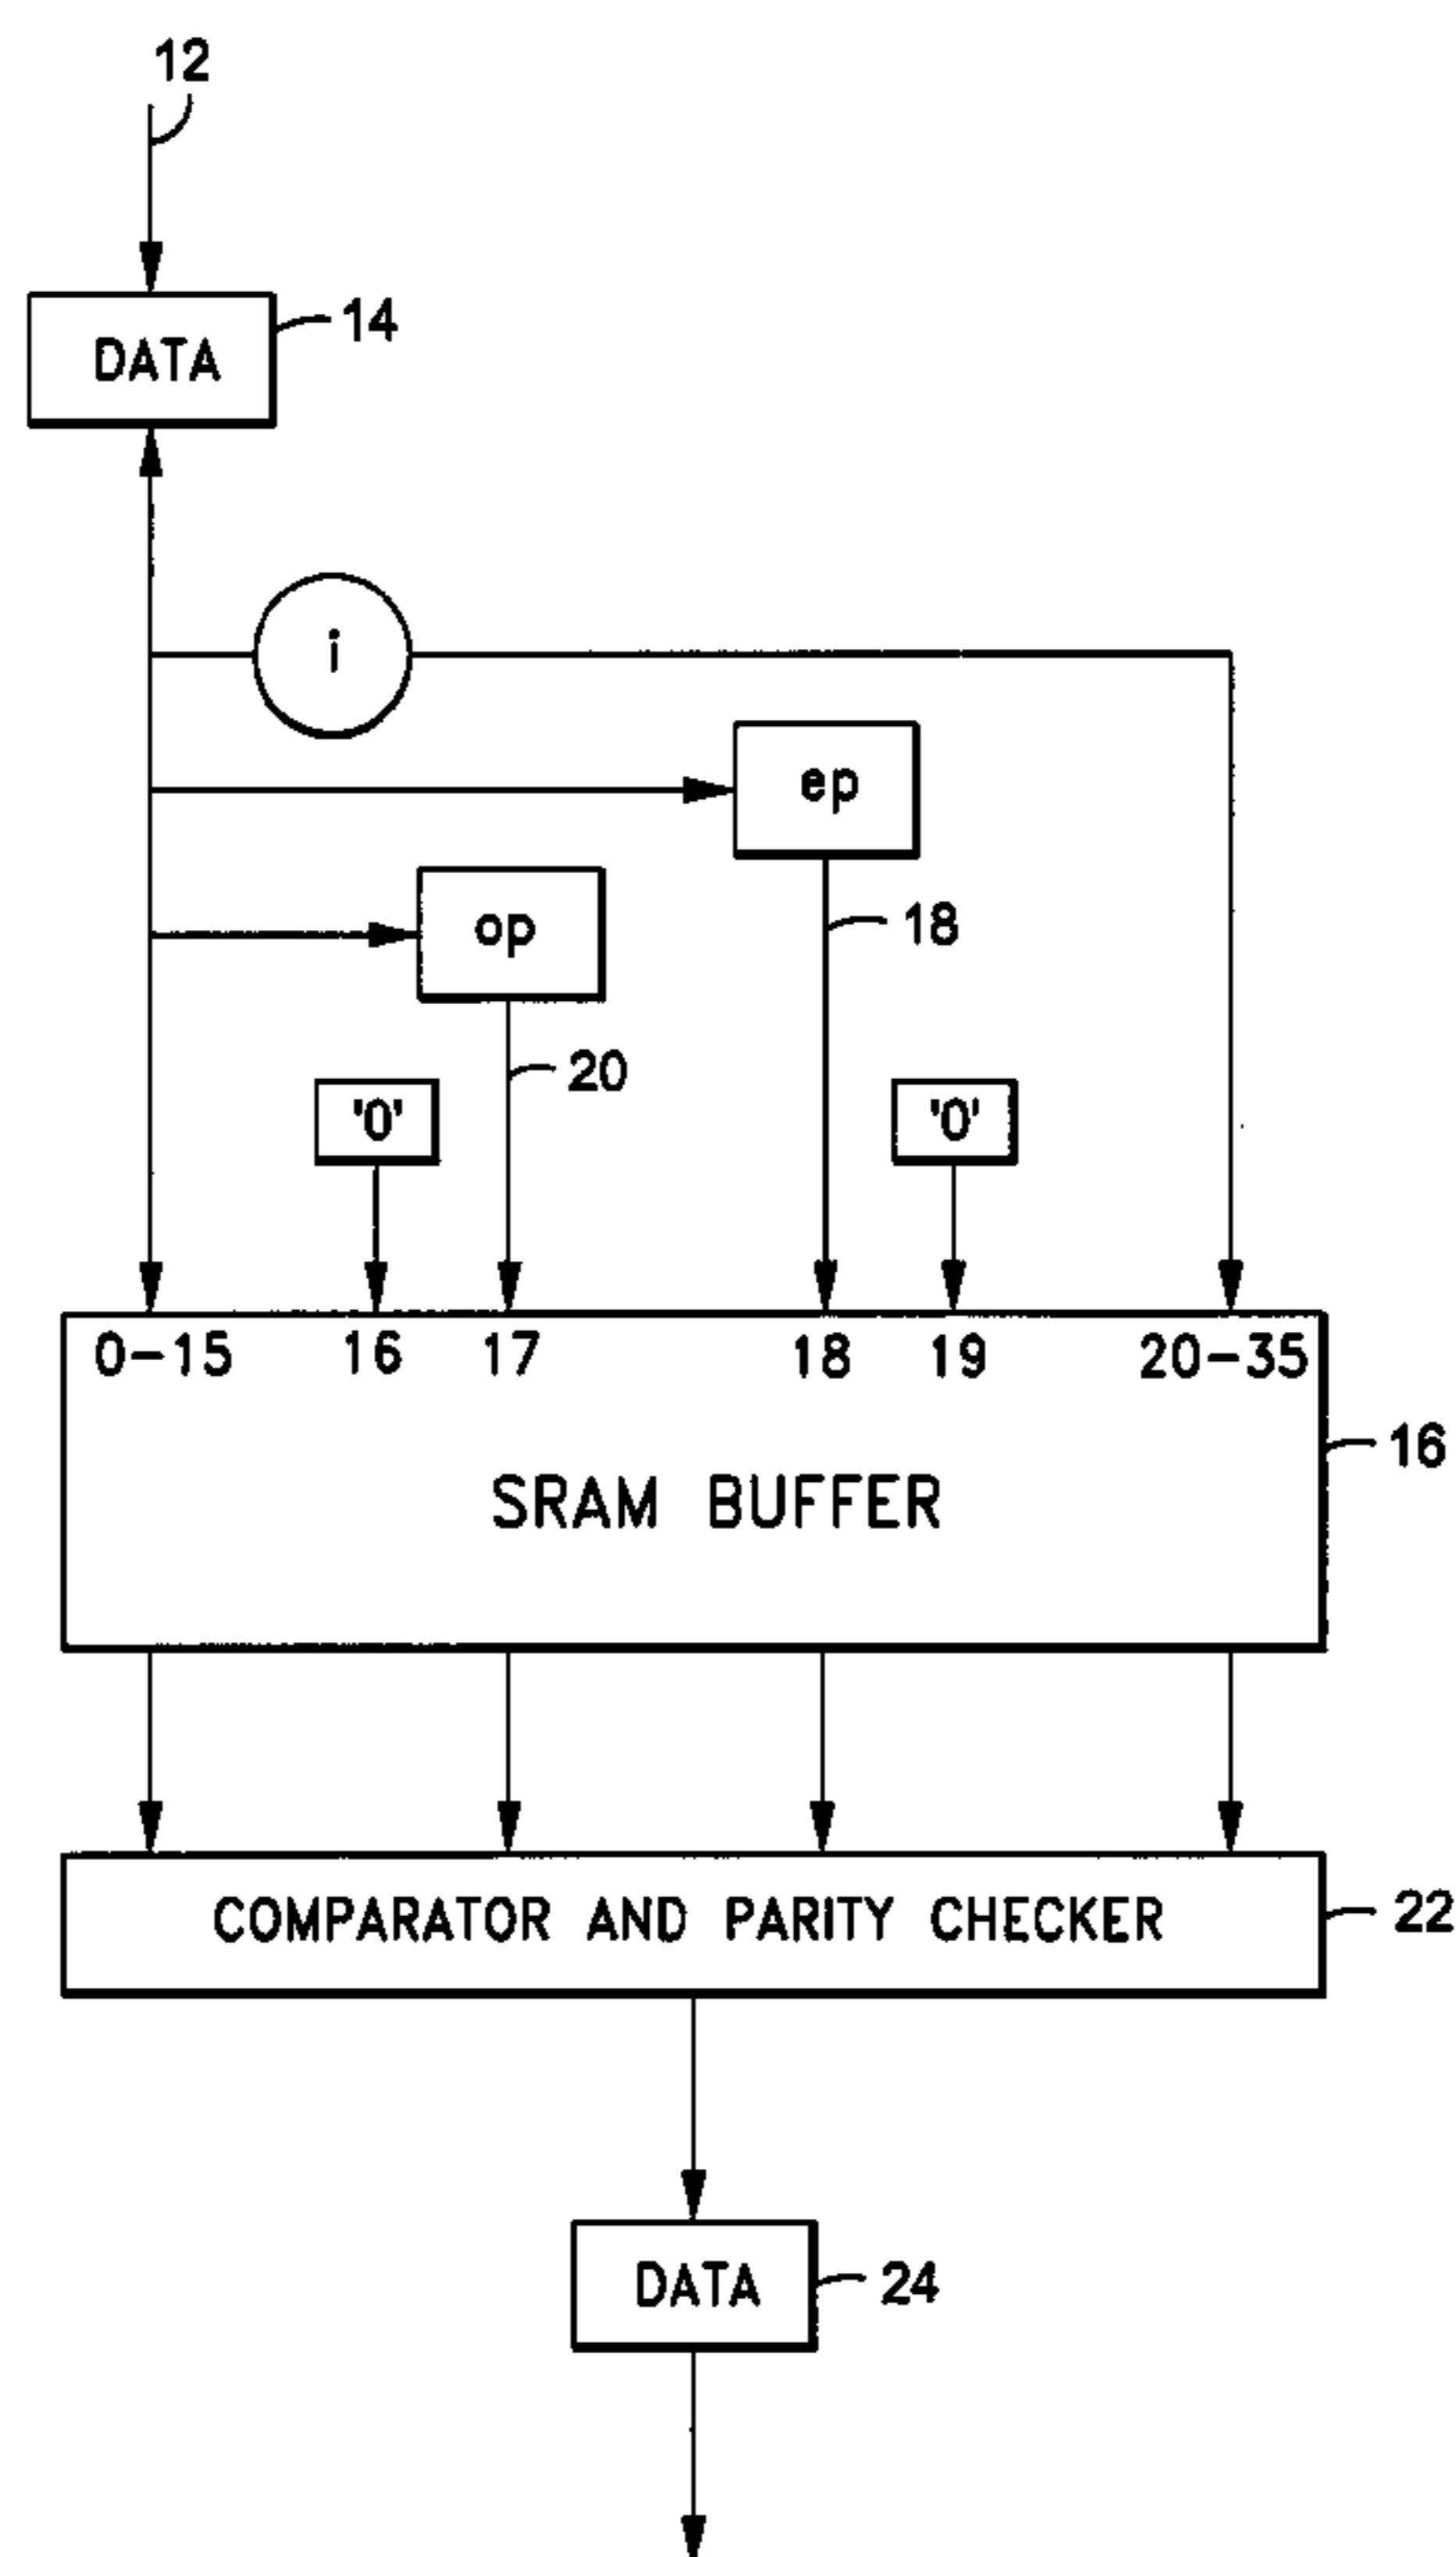 12
14
DATA
i
ep
18
op
20
'0'
'0'
0-15 16 17 18 19 20-35
16
SRAM BUFFER
22
COMPARATOR AND PARITY CHECKER
DATA
24